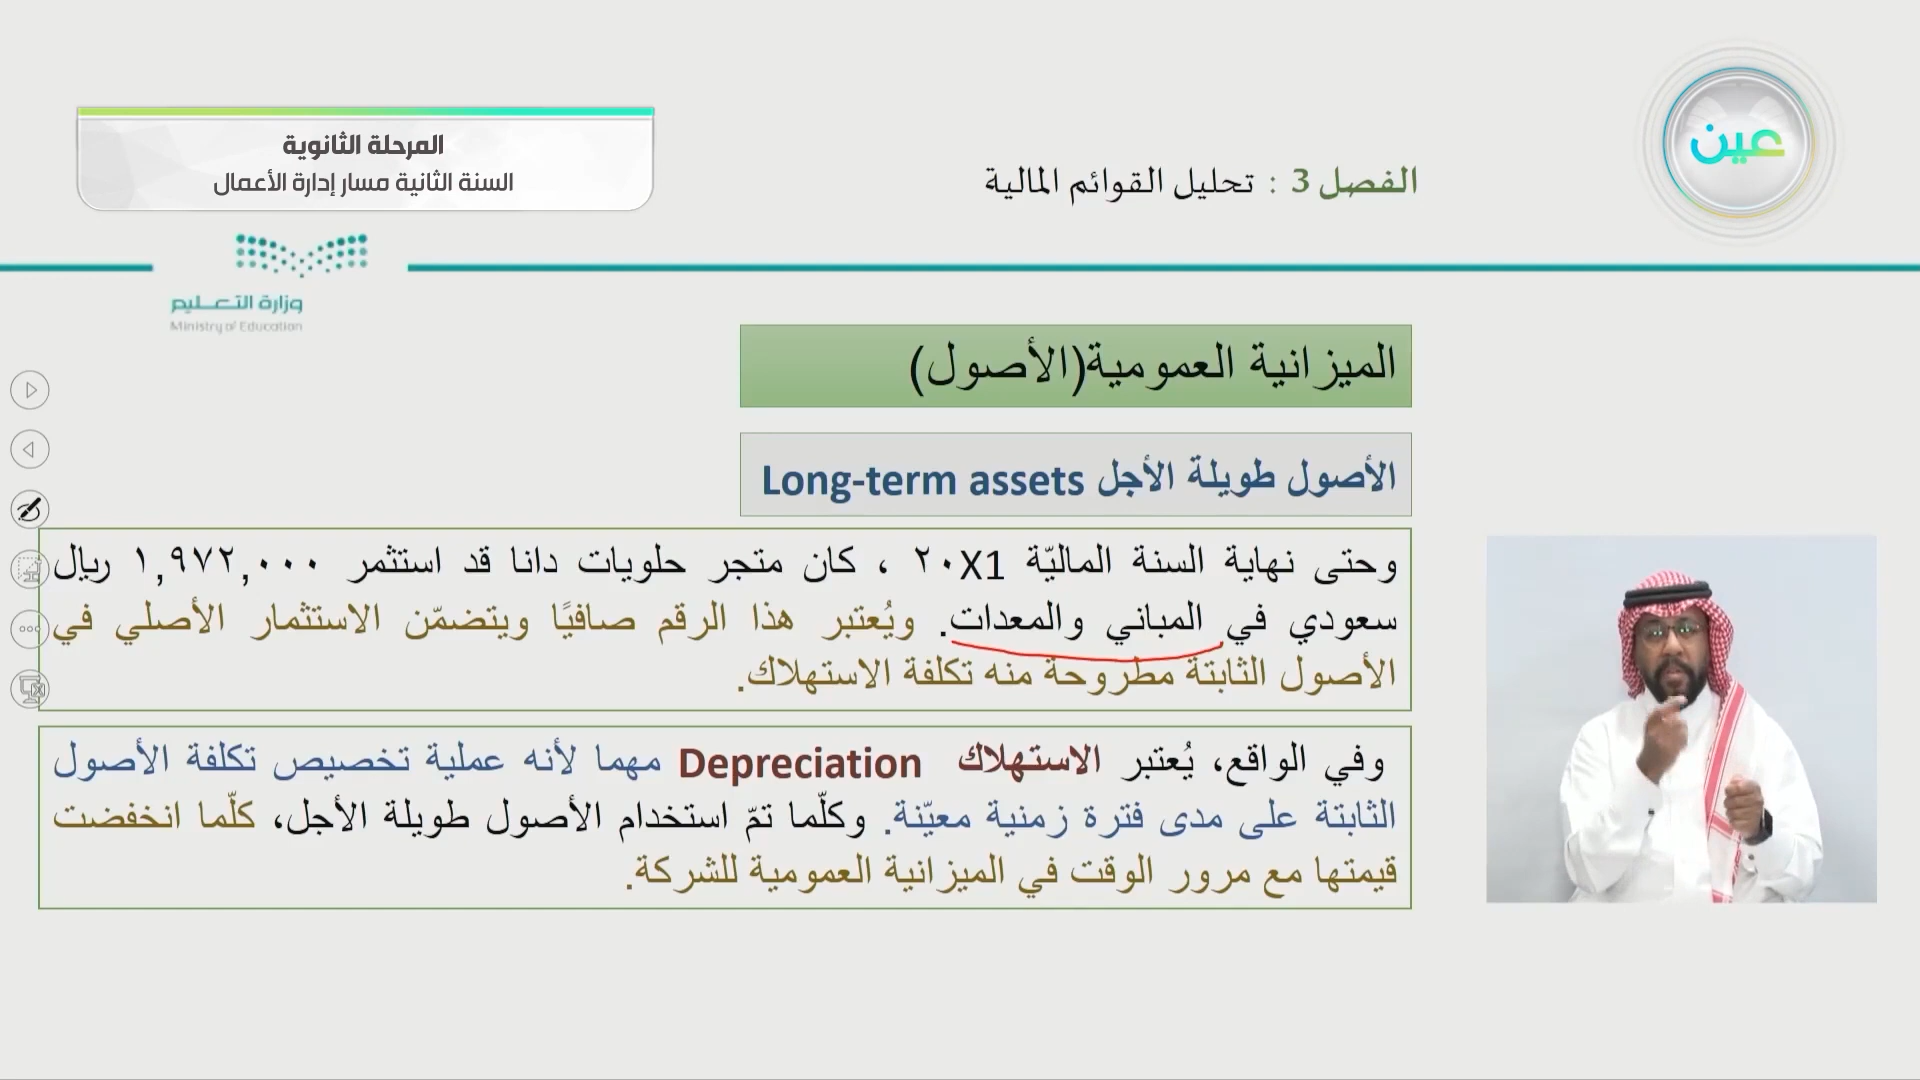 المرحلة الثانوية
السنة الثانية مسار إدارة الأعمال
الفصل 3 : تحليل القوائم المالية
عين
وزارة التعليم
Ministry of Education
الميزانية العمومية(الأصول)
الأصول طويلة الأجل Long-term assets
وحتى نهاية السنة الماليّة ٢٠X1 ، كان متجر حلويات دانا قد استثمر ١,٩٧٢,٠٠٠ ريال
سعودي في المباني والمعدات. ويُعتبر هذا الرقم صافيًا ويتضمّن الاستثمار الأصلي في
الأصول الثابتة مطروحة منه تكلفة الاستهلاك.
وفي الواقع، يُعتبر الاستهلاك Depreciation مهما لأنه عملية تخصيص تكلفة الأصول
الثابتة على مدى فترة زمنية معيّنة. وكلّما تمّ استخدام الأصول طويلة الأجل، كلّما انخفضت
قيمتها مع مرور الوقت في الميزانية العمومية للشركة.